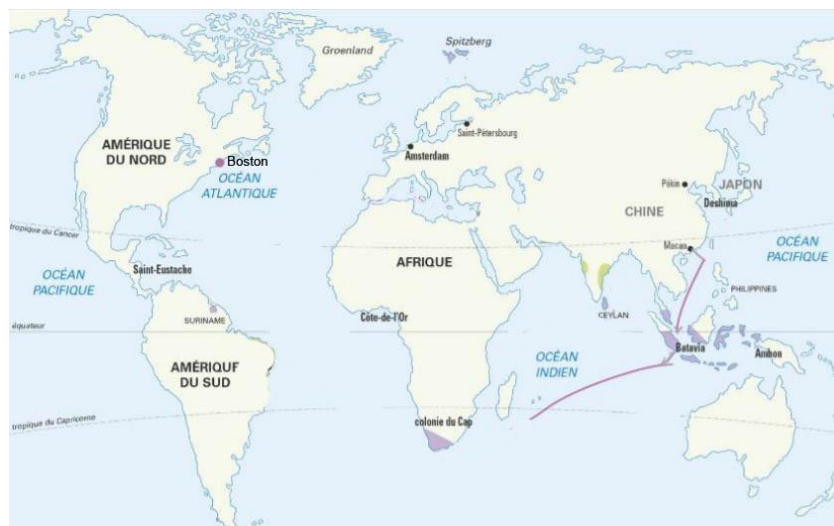 Groenland
Spitzberg
Saint-Pétersbourg
AMÉRIQUE
DU NORD
Boston
Amsterdam
OCÉAN
ATLANTIQUE
Pékin
JAPON
Deshima
CHINE
tropique du Cancer
Macao
Saint-Eustache
AFRIQUE
OCÉAN
PACIFIQUE
OCÉAN
PACIFIQUE
PHILIPPINES
SURINAME
Côte-de-l'Or
CEYLAN
équateur
Batavia
Ambon
AMÉRIQUE
DU SUD
OCÉAN
INDIEN
tropique du Capricorne
colonie du Cap